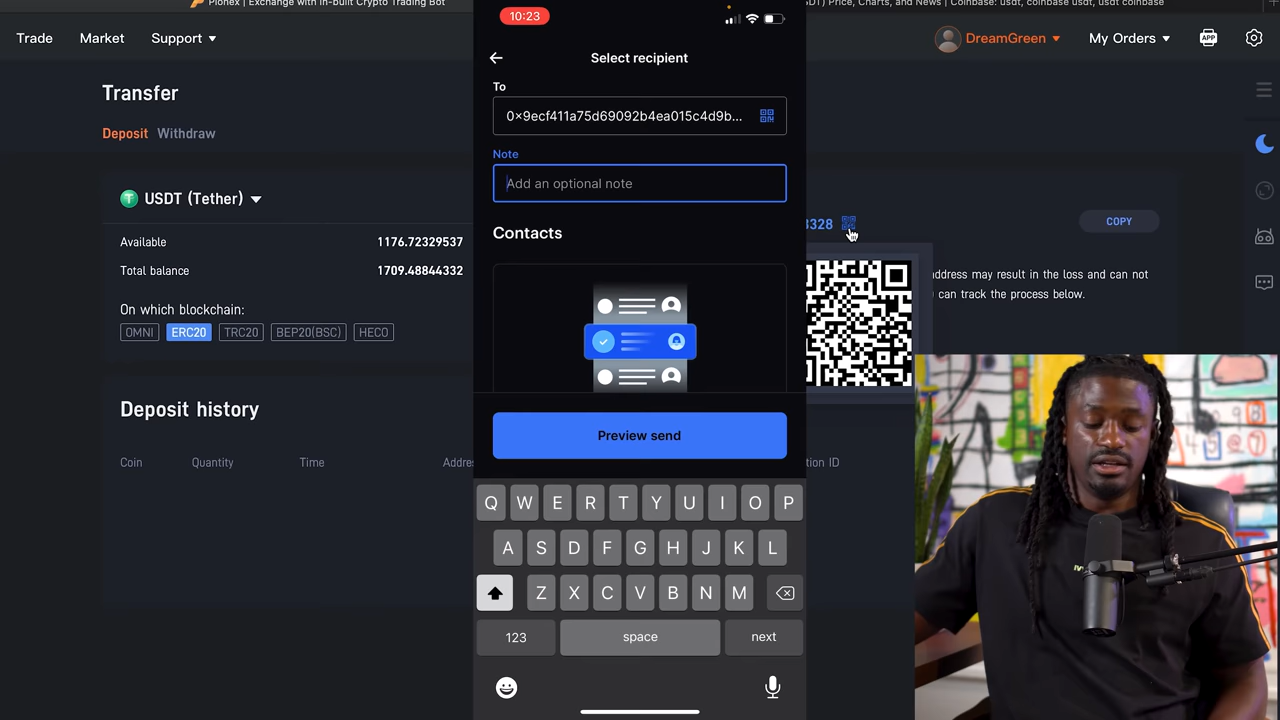 Pionex | Exchange with in-built Crypto Trading Bot
DT) Price, Charts, and News | Coinbase: usdt, coinbase usdt, usdt coinbase
Trade
Market
Support
DreamGreen
My Orders
APP
Transfer
Deposit
Withdraw
USDT (Tether)
Available
1176.72329537
Total balance
1709.48844332
On which blockchain:
OMNI
ERC20
TRC20
BEP20(BSC)
HECO
Deposit history
Coin
Quantity
Time
Addre
tion ID
10:23
Select recipient
To
0x9ecf411a75d69092b4ea015c4d9b...
Note
Add an optional note
Contacts
Preview send
Q W E R T Y U I O P
A S D F G H J K L
Z X C V B N M
123
space
next
3328
COPY
address may result in the loss and can not
can track the process below.